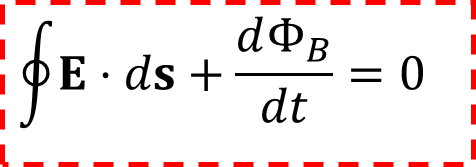 ∮ 𝐄 · d𝐬 + dΦ_B/dt = 0